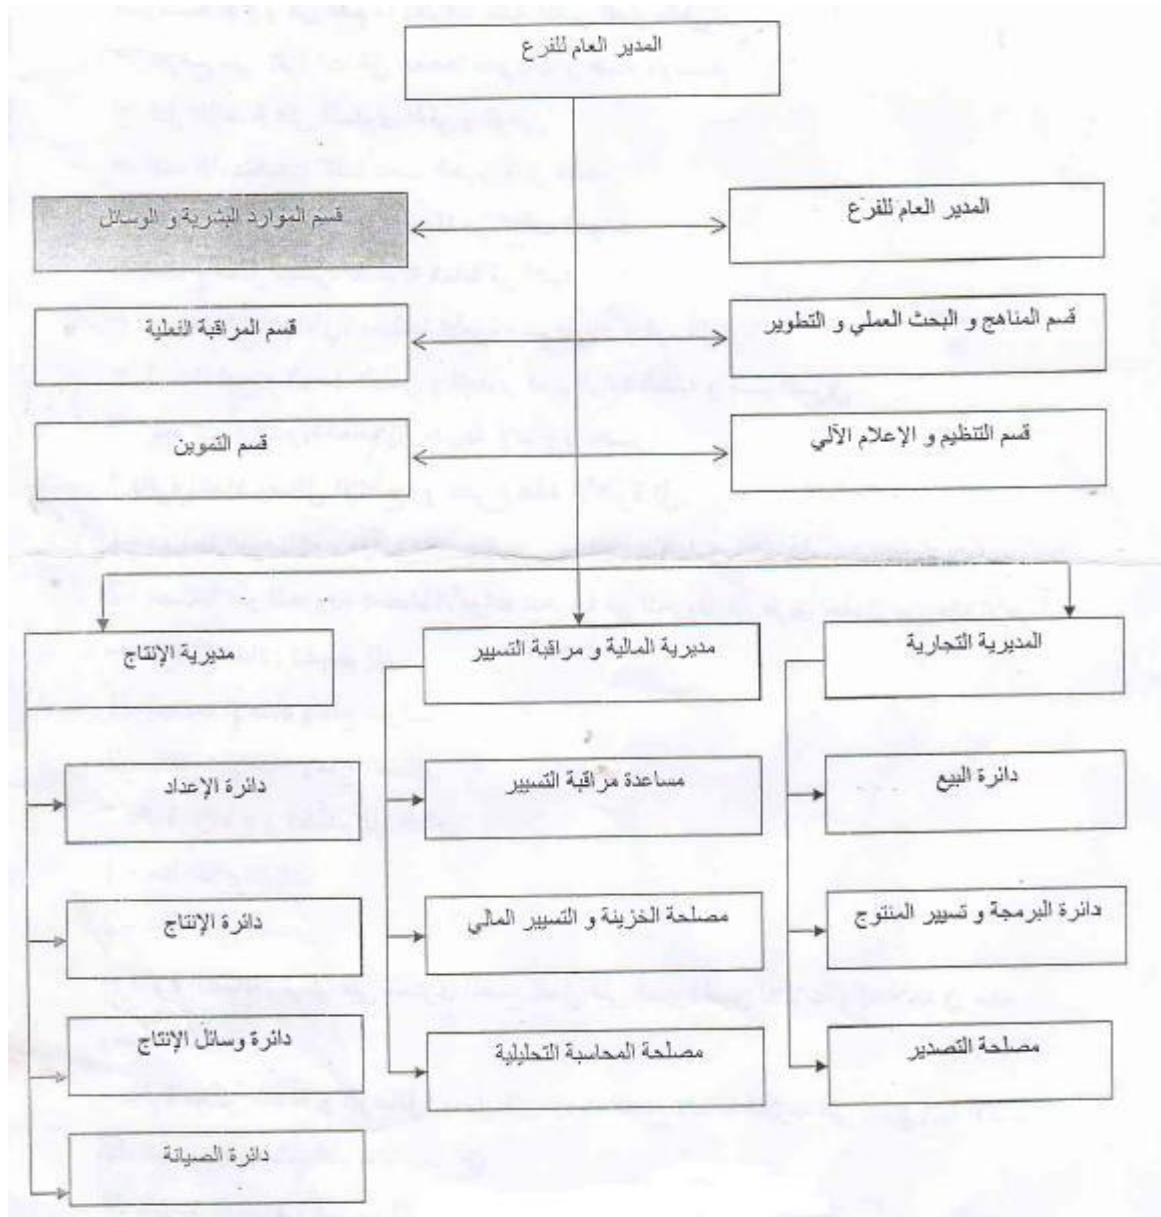 المدير العام للفرع
المدير العام للفرع
قسم الموارد البشرية و الوسائل
قسم المناهج و البحث العملي و التطوير
قسم المراقبة الفعلية
قسم التنظيم و الإعلام الآلي
قسم التموين
المديرية التجارية
مديرية المالية و مراقبة التسيير
مديرية الإنتاج
دائرة البيع
مساعدة مراقبة التسيير
دائرة الإعداد
دائرة البرمجة و تسيير المنتوج
مصلحة الخزينة و التسيير المالي
دائرة الإنتاج
مصلحة التصدير
مصلحة المحاسبة التحليلية
دائرة وسائل الإنتاج
دائرة الصيانة